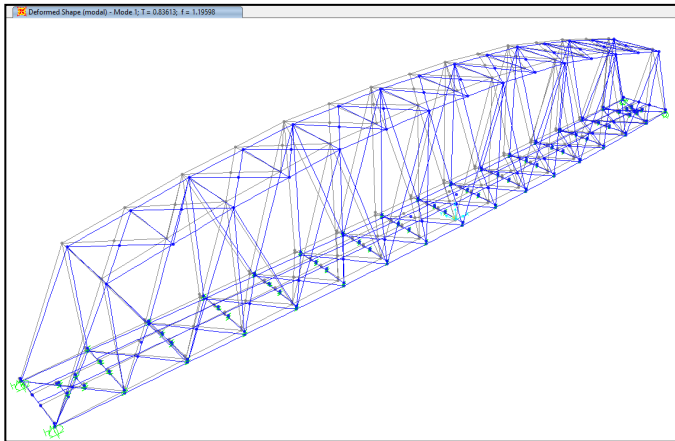 Deformed Shape (modal) - Mode 1; T = 0.83613; f = 1.19598